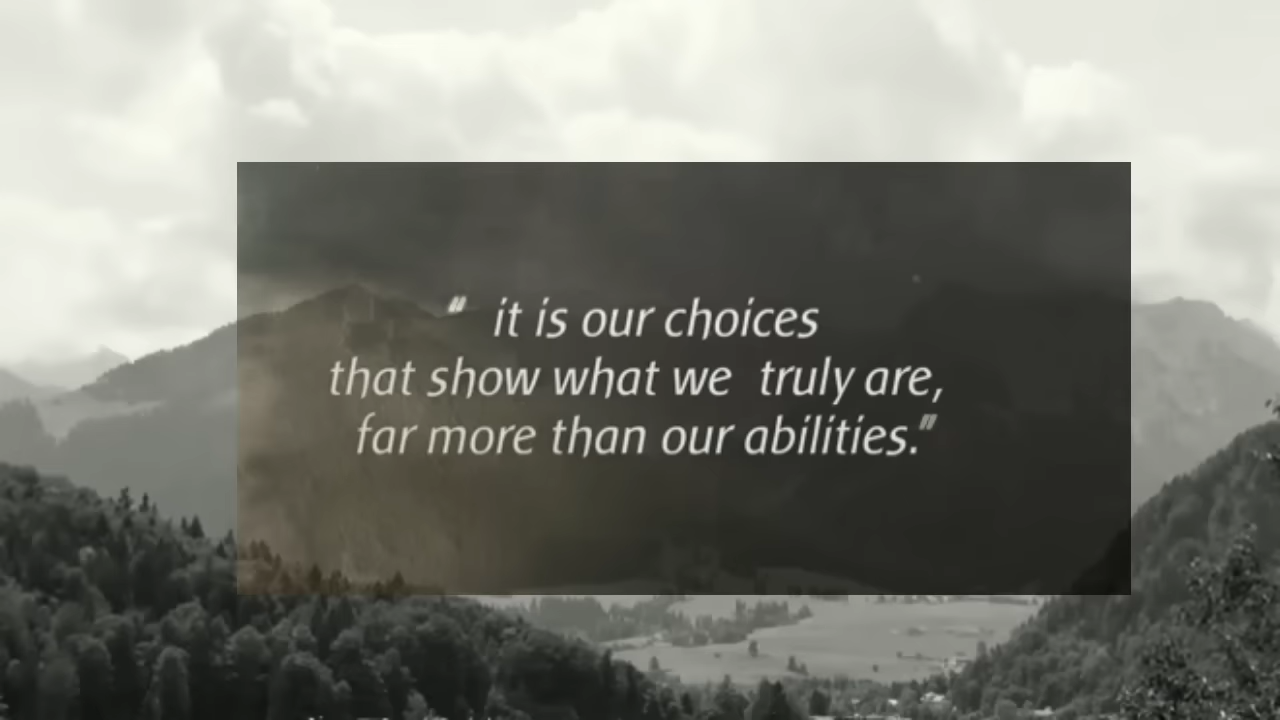 “ it is our choices
that show what we truly are,
far more than our abilities.”